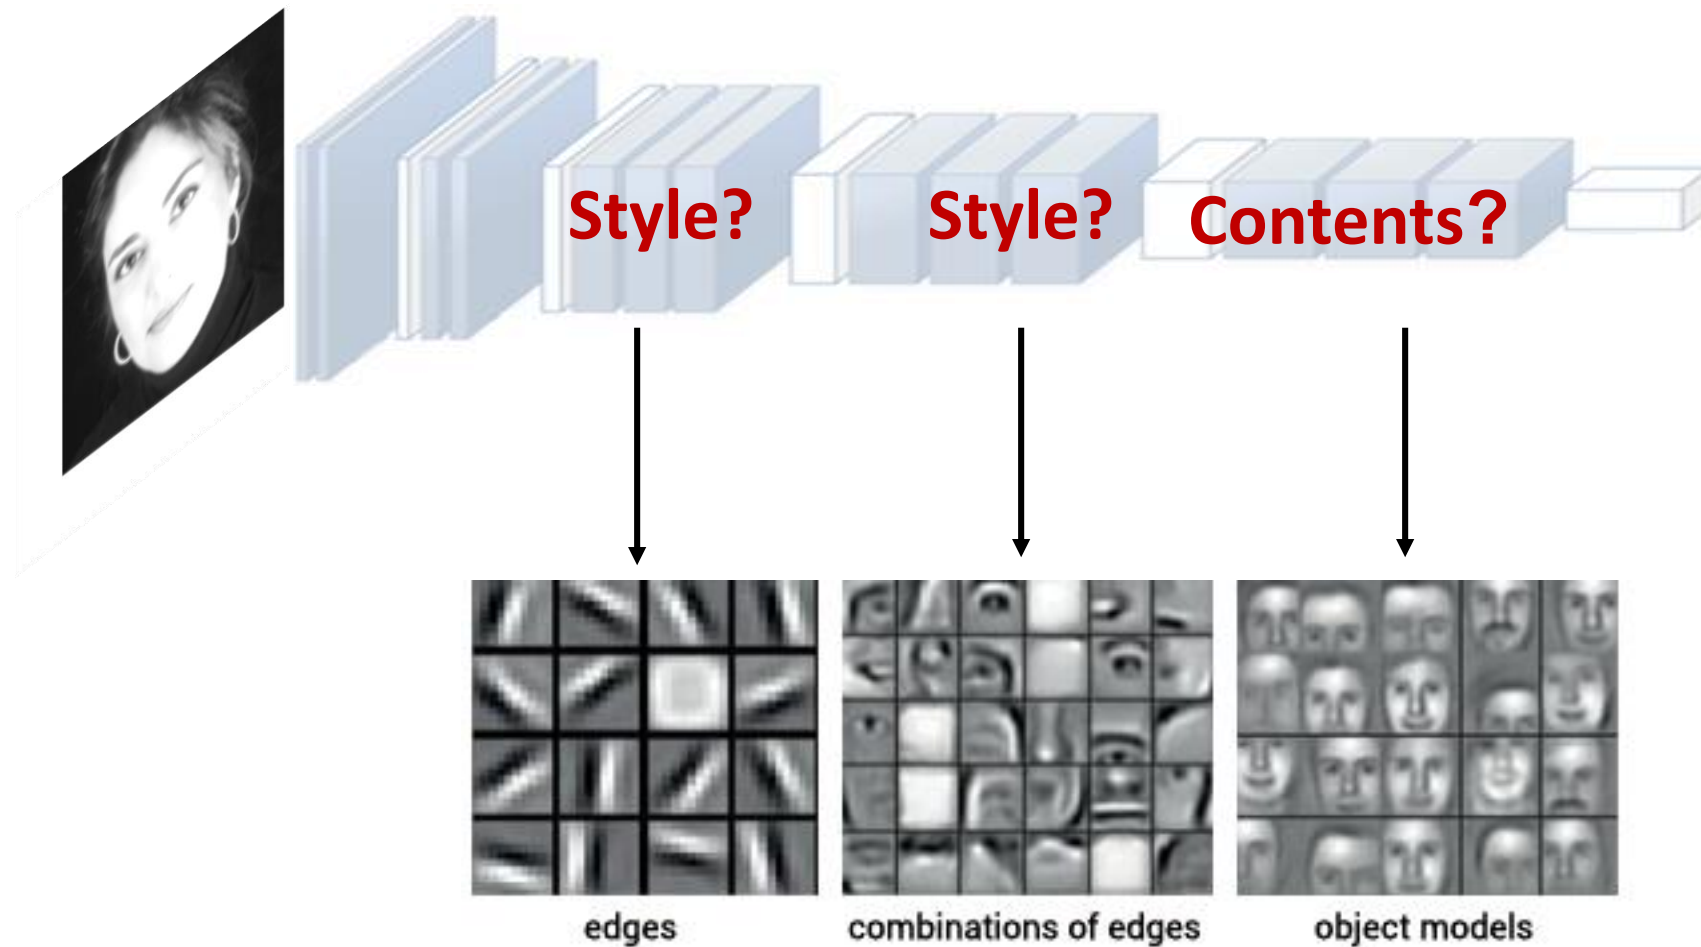 Style?
Style?
Contents?
edges
combinations of edges
object models